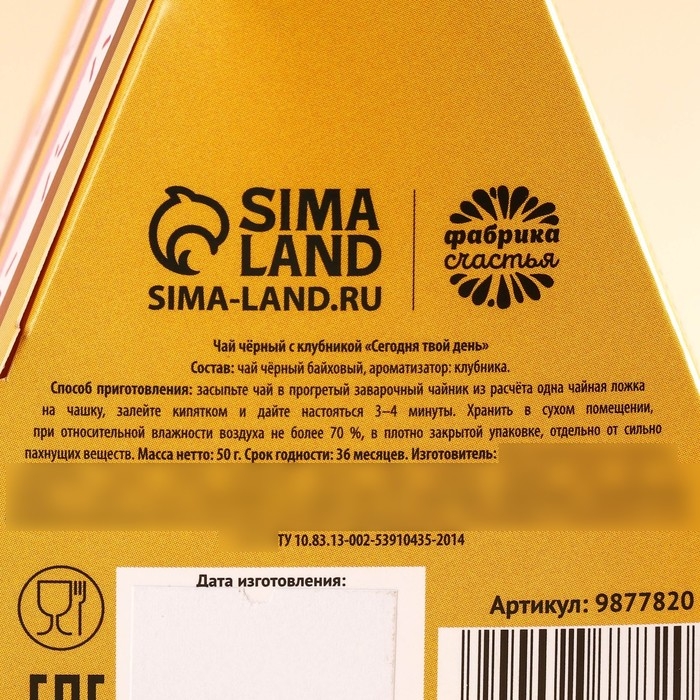 SIMA
LAND
SIMA-LAND.RU
фабрика
счастья
Чай чёрный с клубникой «Сегодня твой день»
Состав: чай чёрный байховый, ароматизатор: клубника.
Способ приготовления: засыпьте чай в прогретый заварочный чайник из расчёта одна чайная ложка
на чашку, залейте кипятком и дайте настояться 3–4 минуты. Хранить в сухом помещении,
при относительной влажности воздуха не более 70 %, в плотно закрытой упаковке, отдельно от сильно
пахнущих веществ. Масса нетто: 50 г. Срок годности: 36 месяцев. Изготовитель:
ТУ 10.83.13-002-53910435-2014
Дата изготовления:
Артикул: 9877820